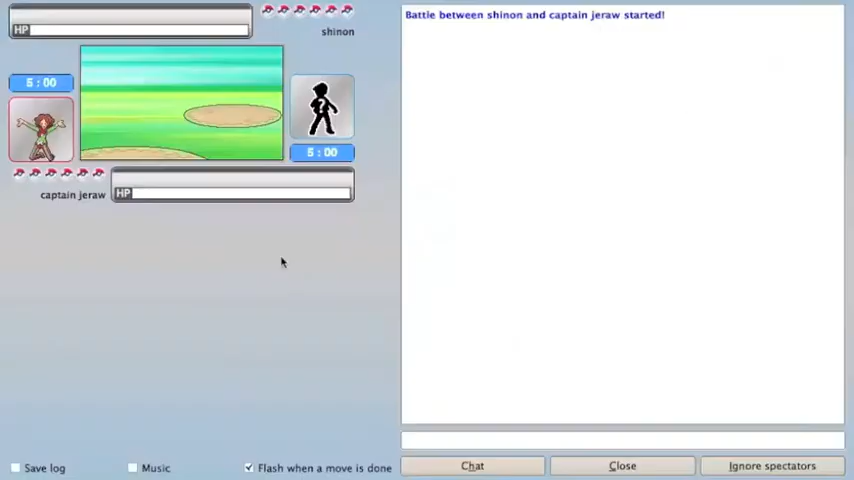 HP
shinon
5 : 00
?
5 : 00
captain jeraw
HP
Battle between shinon and captain jeraw started!
Save log
Music
Flash when a move is done
Chat
Close
Ignore spectators